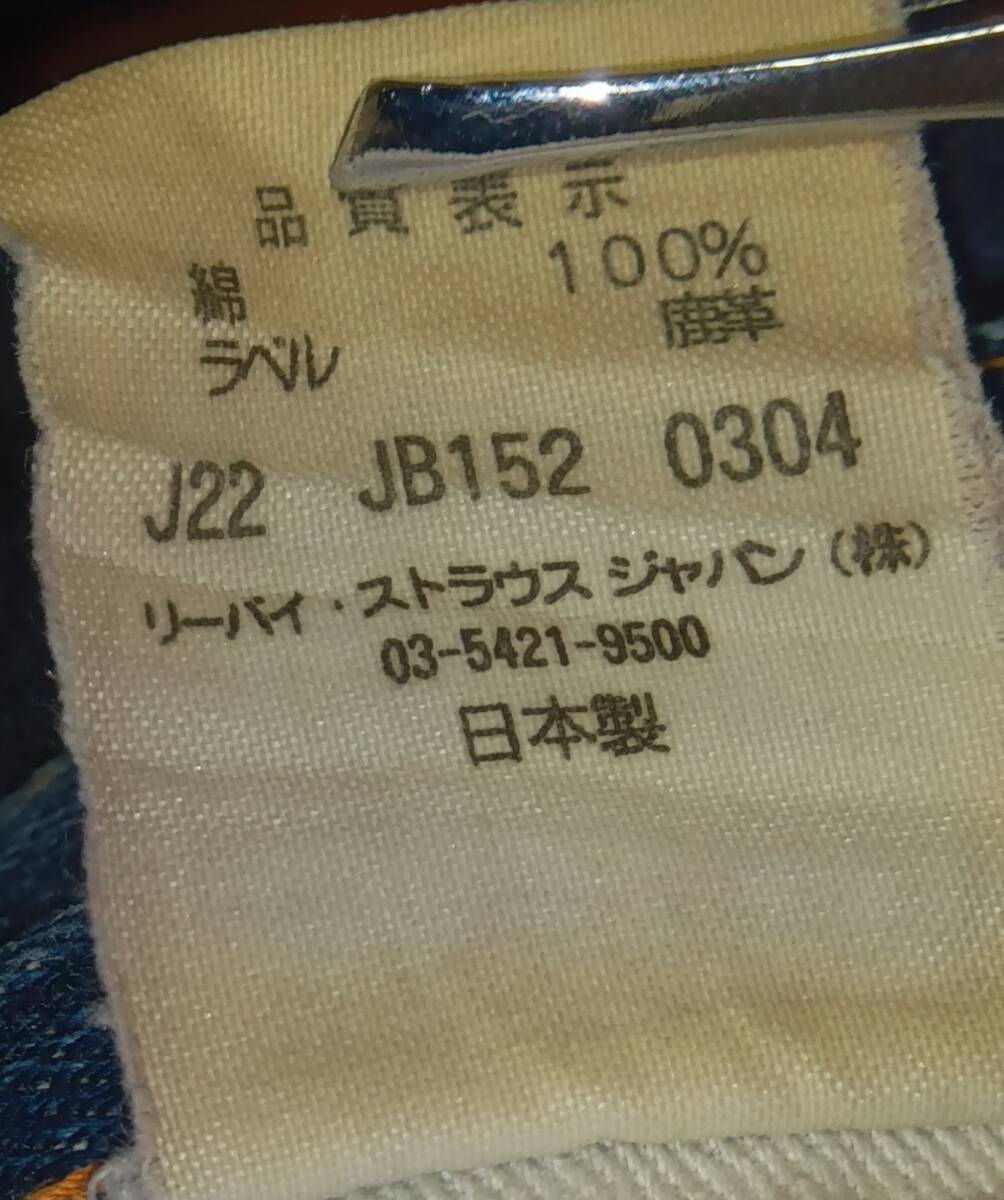 品質表示
綿 100%
ラベル 鹿革
J22 JB152 0304
リーバイ・ストラウス ジャパン(株)
03-5421-9500
日本製